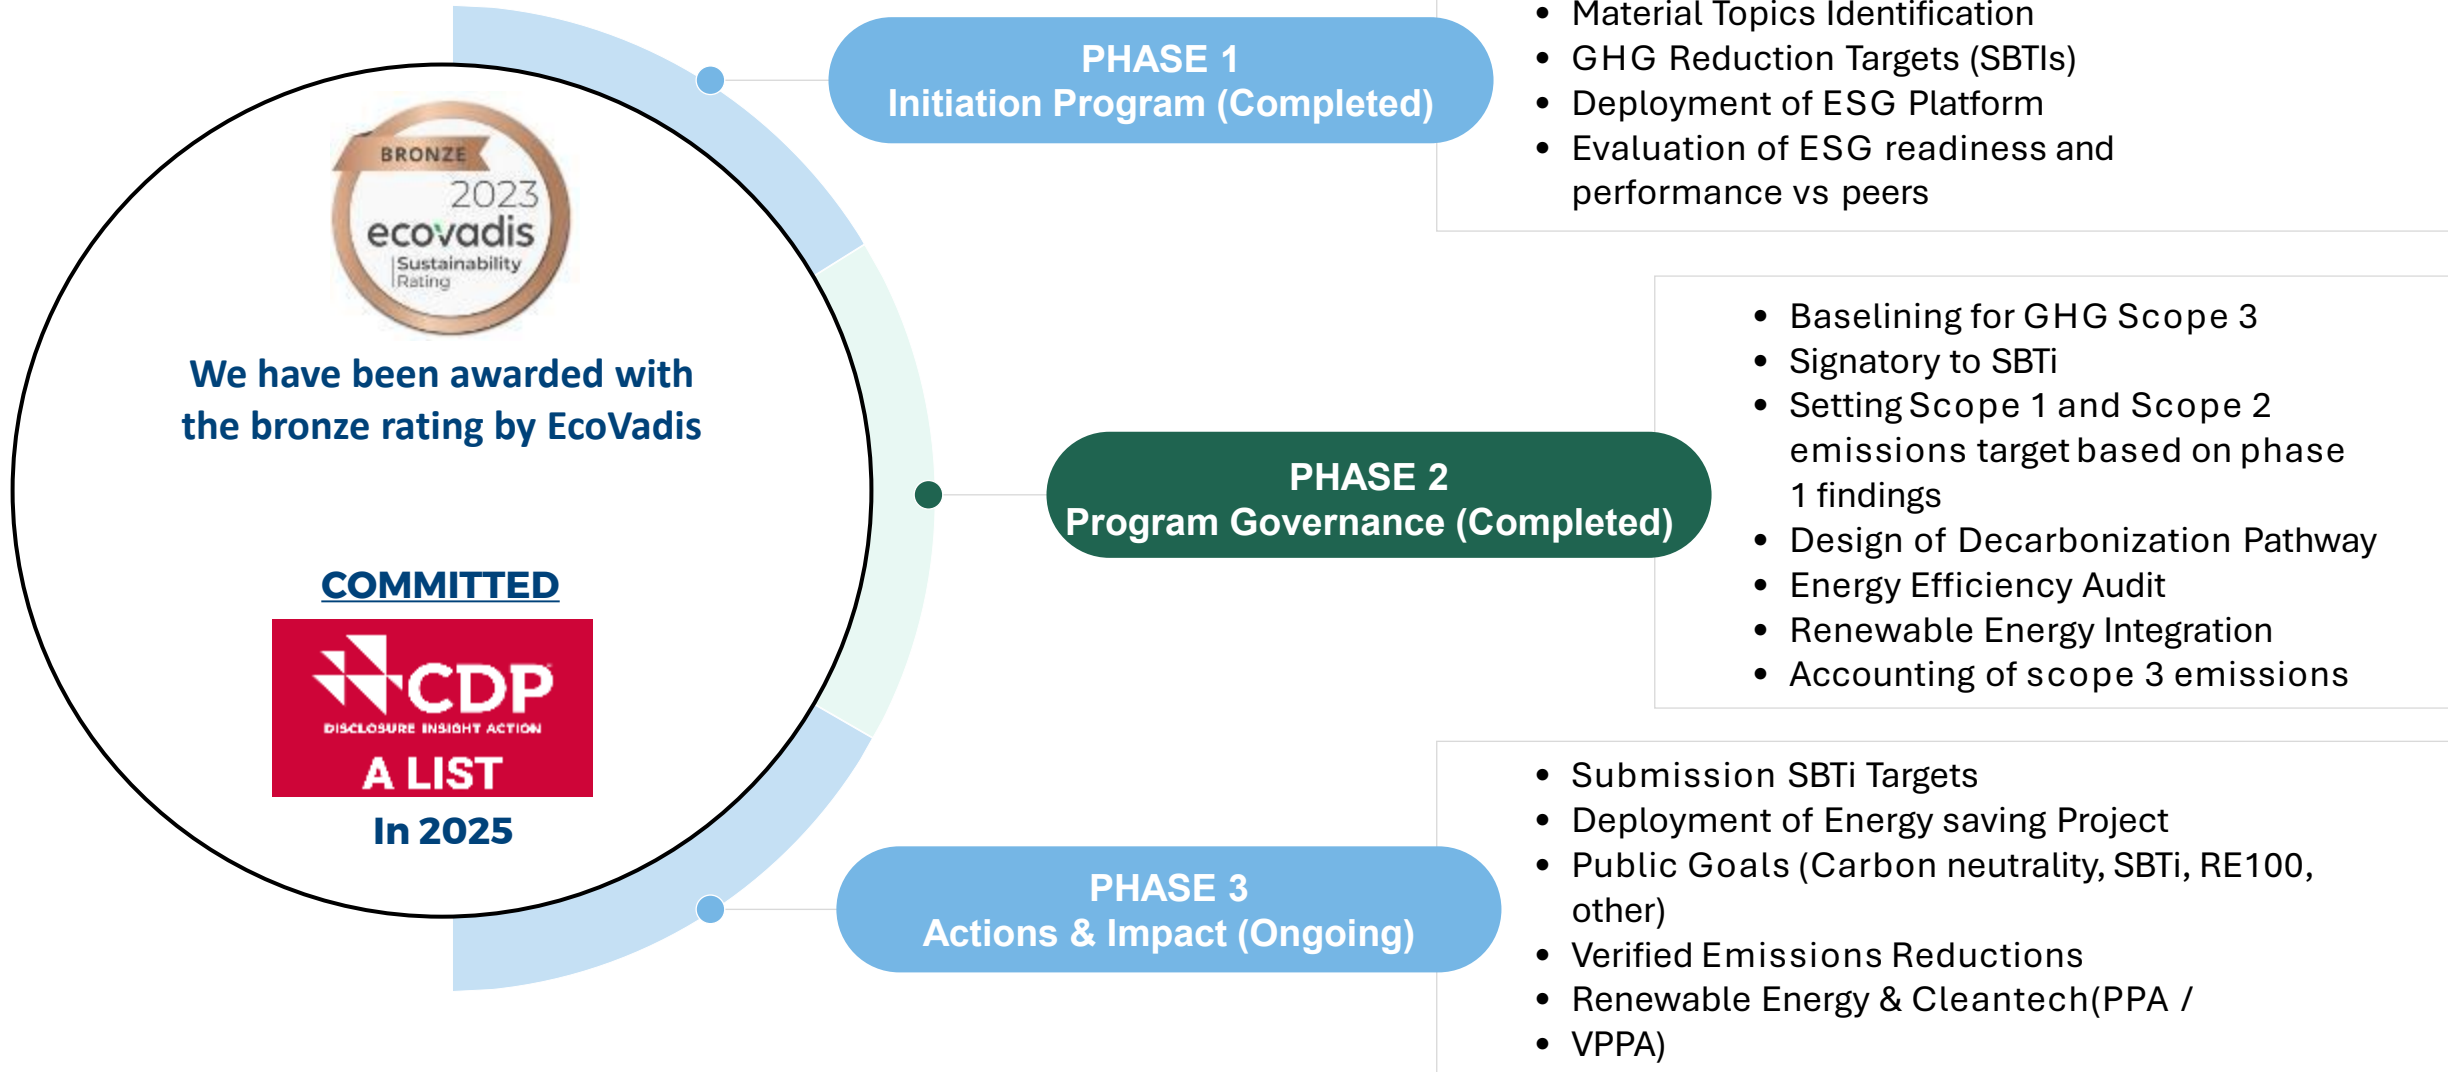 BRONZE
2023
ecovadis
Sustainability
Rating
We have been awarded with
the bronze rating by EcoVadis
COMMITTED
CDP
DISCLOSURE INSIGHT ACTION
A LIST
In 2025
PHASE 1
Initiation Program (Completed)
• Material Topics Identification
• GHG Reduction Targets (SBTIs)
• Deployment of ESG Platform
• Evaluation of ESG readiness and
performance vs peers
PHASE 2
Program Governance (Completed)
• Baselining for GHG Scope 3
• Signatory to SBTi
• Setting Scope 1 and Scope 2
emissions target based on phase
1 findings
• Design of Decarbonization Pathway
• Energy Efficiency Audit
• Renewable Energy Integration
• Accounting of scope 3 emissions
PHASE 3
Actions & Impact (Ongoing)
• Submission SBTi Targets
• Deployment of Energy saving Project
• Public Goals (Carbon neutrality, SBTi, RE100,
other)
• Verified Emissions Reductions
• Renewable Energy & Cleantech(PPA /
• VPPA)